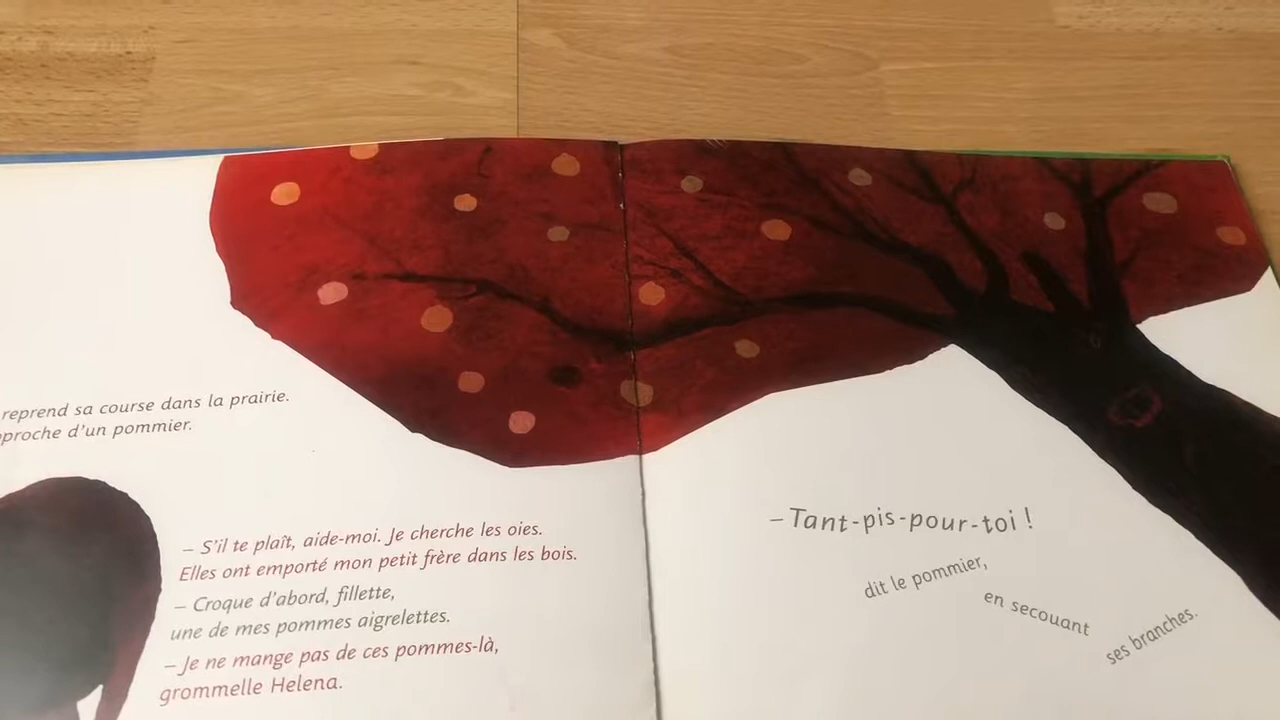 reprend sa course dans la prairie.
d'un pommier.
– S'il te plaît, aide-moi. Je cherche les oies.
Elles ont emporté mon petit frère dans les bois.
– Croque d'abord, fillette,
une de mes pommes aigrelettes.
– Je ne mange pas de ces pommes-là,
grommelle Helena.
– Tant-pis-pour-toi !
dit le pommier,
en secouant
ses branches.